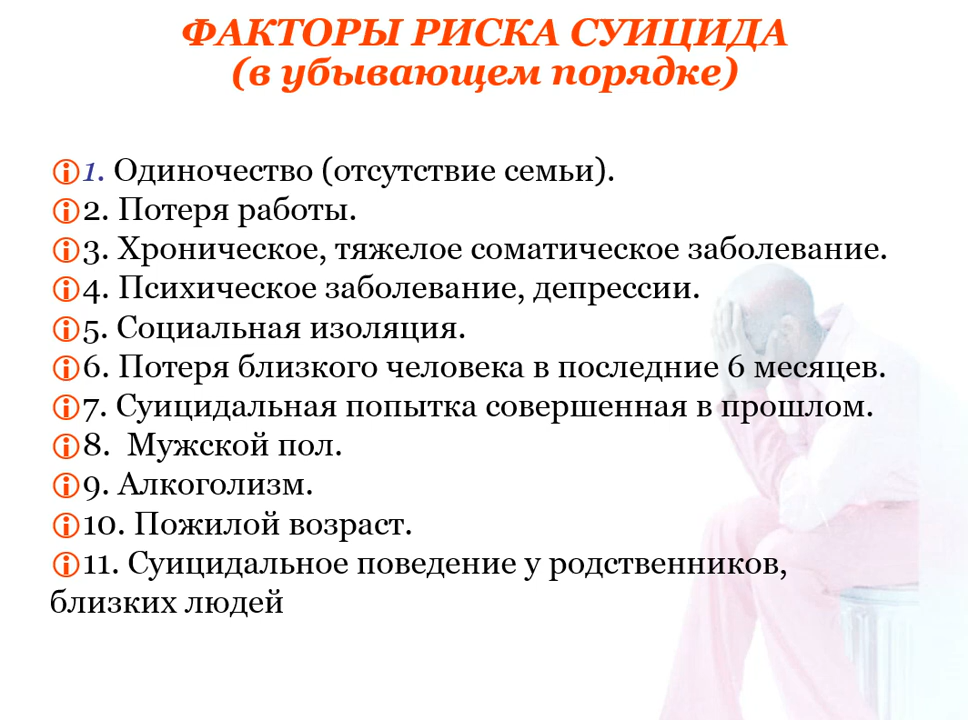 ФАКТОРЫ РИСКА СУИЦИДА
(в убывающем порядке)
1. Одиночество (отсутствие семьи).
2. Потеря работы.
3. Хроническое, тяжелое соматическое заболевание.
4. Психическое заболевание, депрессии.
5. Социальная изоляция.
6. Потеря близкого человека в последние 6 месяцев.
7. Суицидальная попытка совершенная в прошлом.
8. Мужской пол.
9. Алкоголизм.
10. Пожилой возраст.
11. Суицидальное поведение у родственников,
близких людей